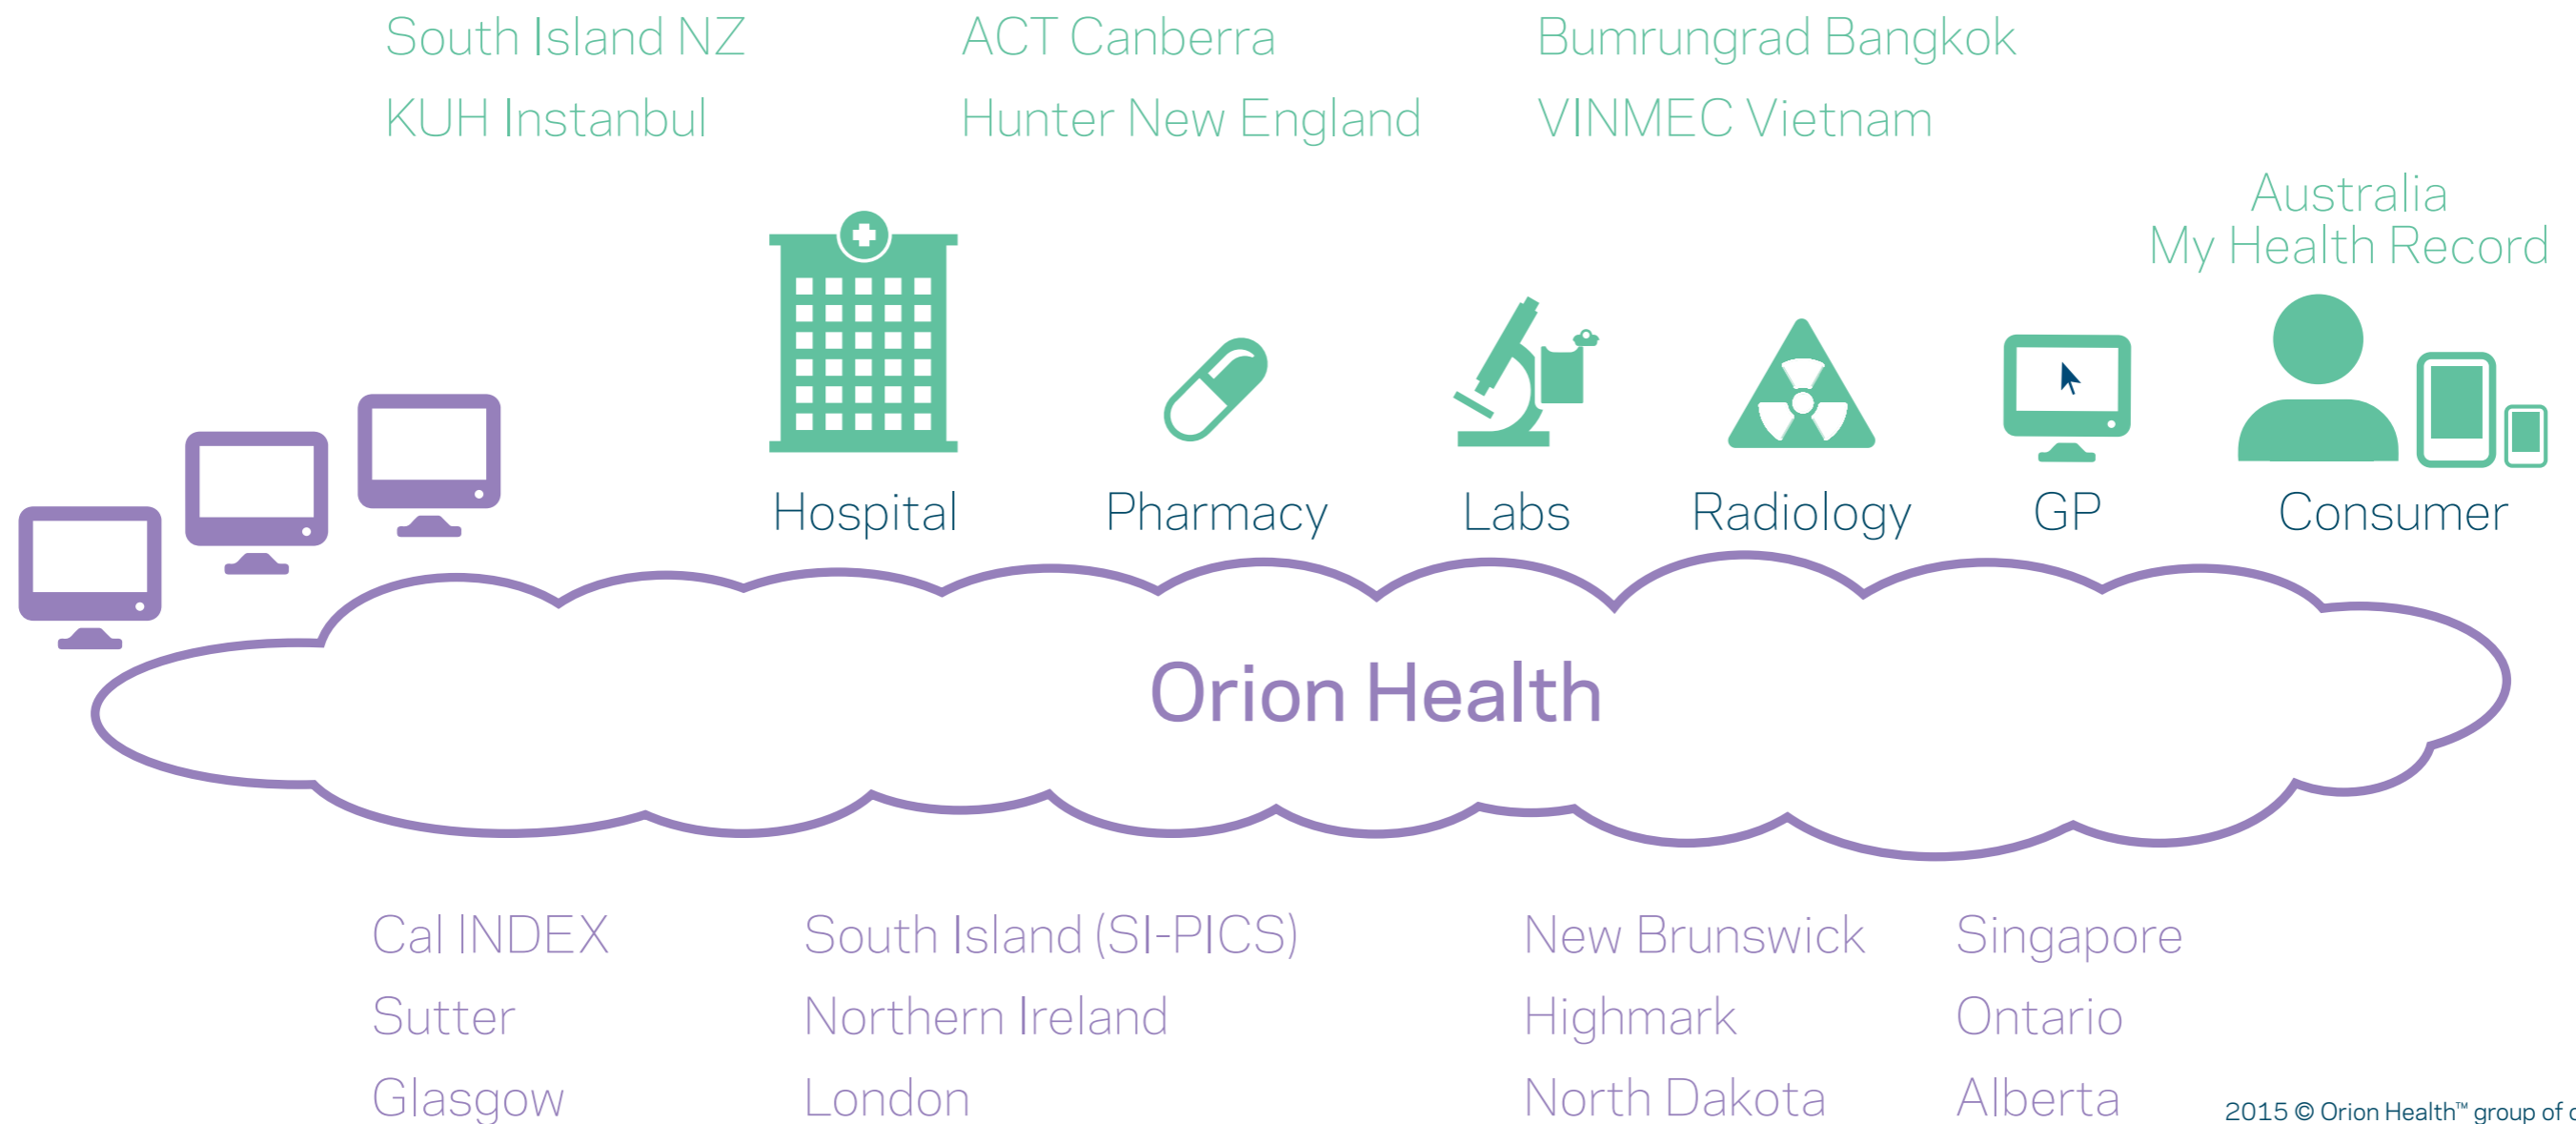 South Island NZ ACT Canberra Bumrungrad Bangkok
KUH Instanbul Hunter New England VINMEC Vietnam
Australia
My Health Record
Hospital Pharmacy Labs Radiology GP Consumer
Orion Health
Cal INDEX South Island (SI-PICS) New Brunswick Singapore
Sutter Northern Ireland Highmark Ontario
Glasgow London North Dakota Alberta
2015 © Orion Health™ group of